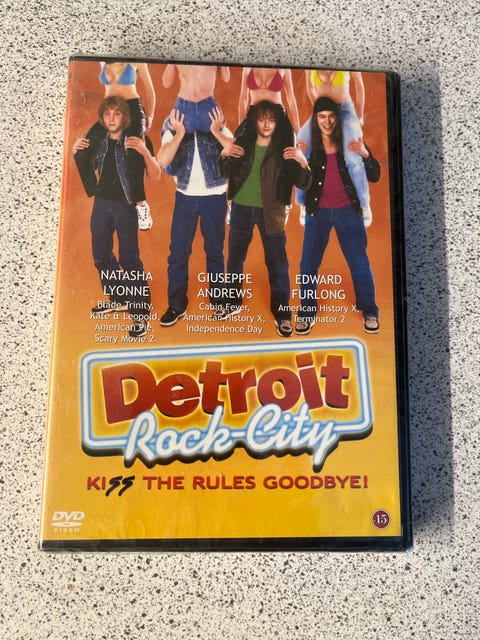 NATASHA
LYONNE
Blade Trinity,
Kate & Leopold,
American Pie,
Scary Movie 2
GIUSEPPE
ANDREWS
Cabin Fever,
American History X,
Independence Day
EDWARD
FURLONG
American History X,
Terminator 2
Detroit
Rock City
KISS THE RULES GOODBYE!
DVD
VIDEO
15